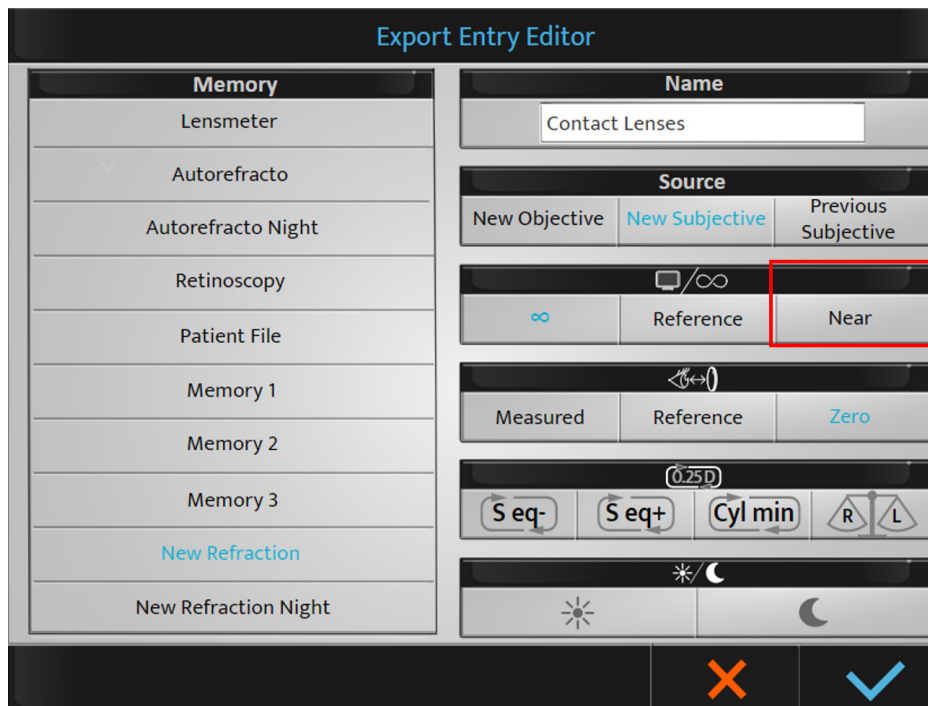 Export Entry Editor
Memory
Lensmeter
Autorefracto
Autorefracto Night
Retinoscopy
Patient File
Memory 1
Memory 2
Memory 3
New Refraction
New Refraction Night
Name
Contact Lenses
Source
New Objective
New Subjective
Previous
Subjective
/∞
∞
Reference
Near
Measured
Reference
Zero
0.25D
S eq-
S eq+
Cyl min
R
L
/